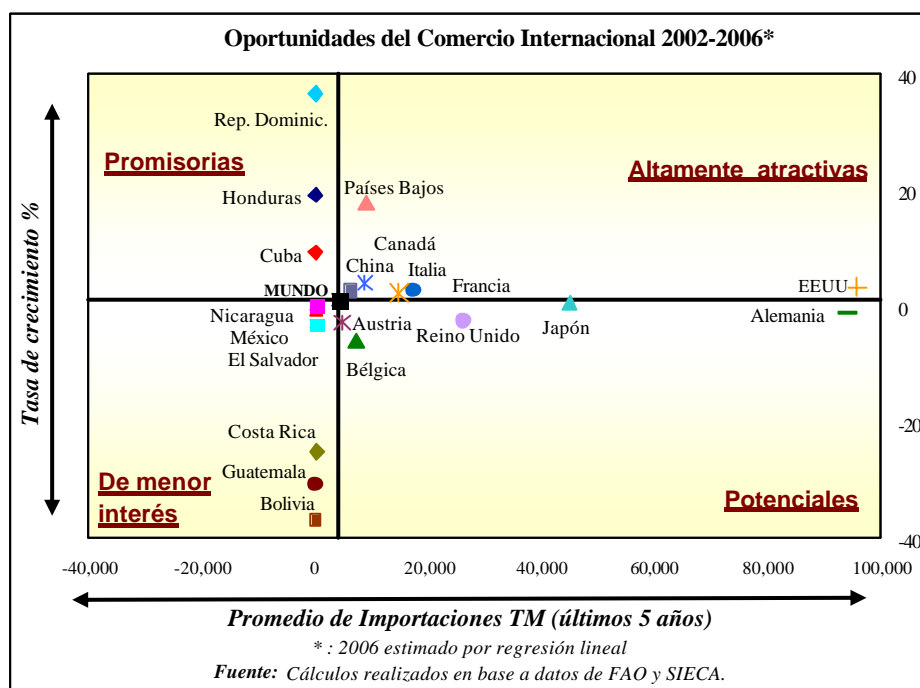 Oportunidades del Comercio Internacional 2002-2006*
40
Rep. Dominic.
Promisorias
Altamente atractivas
Países Bajos
20
Honduras
Canadá
Cuba
China
Italia
MUNDO
Francia
EEUU
0
Nicaragua
Austria
Reino Unido
Japón
Alemania
México
El Salvador
Bélgica
-20
Costa Rica
Guatemala
De menor
interés
Bolivia
Potenciales
-40
Tasa de crecimiento %
-40,000 -20,000 0 20,000 40,000 60,000 80,000 100,000
Promedio de Importaciones TM (últimos 5 años)
* : 2006 estimado por regresión lineal
Fuente: Cálculos realizados en base a datos de FAO y SIECA.